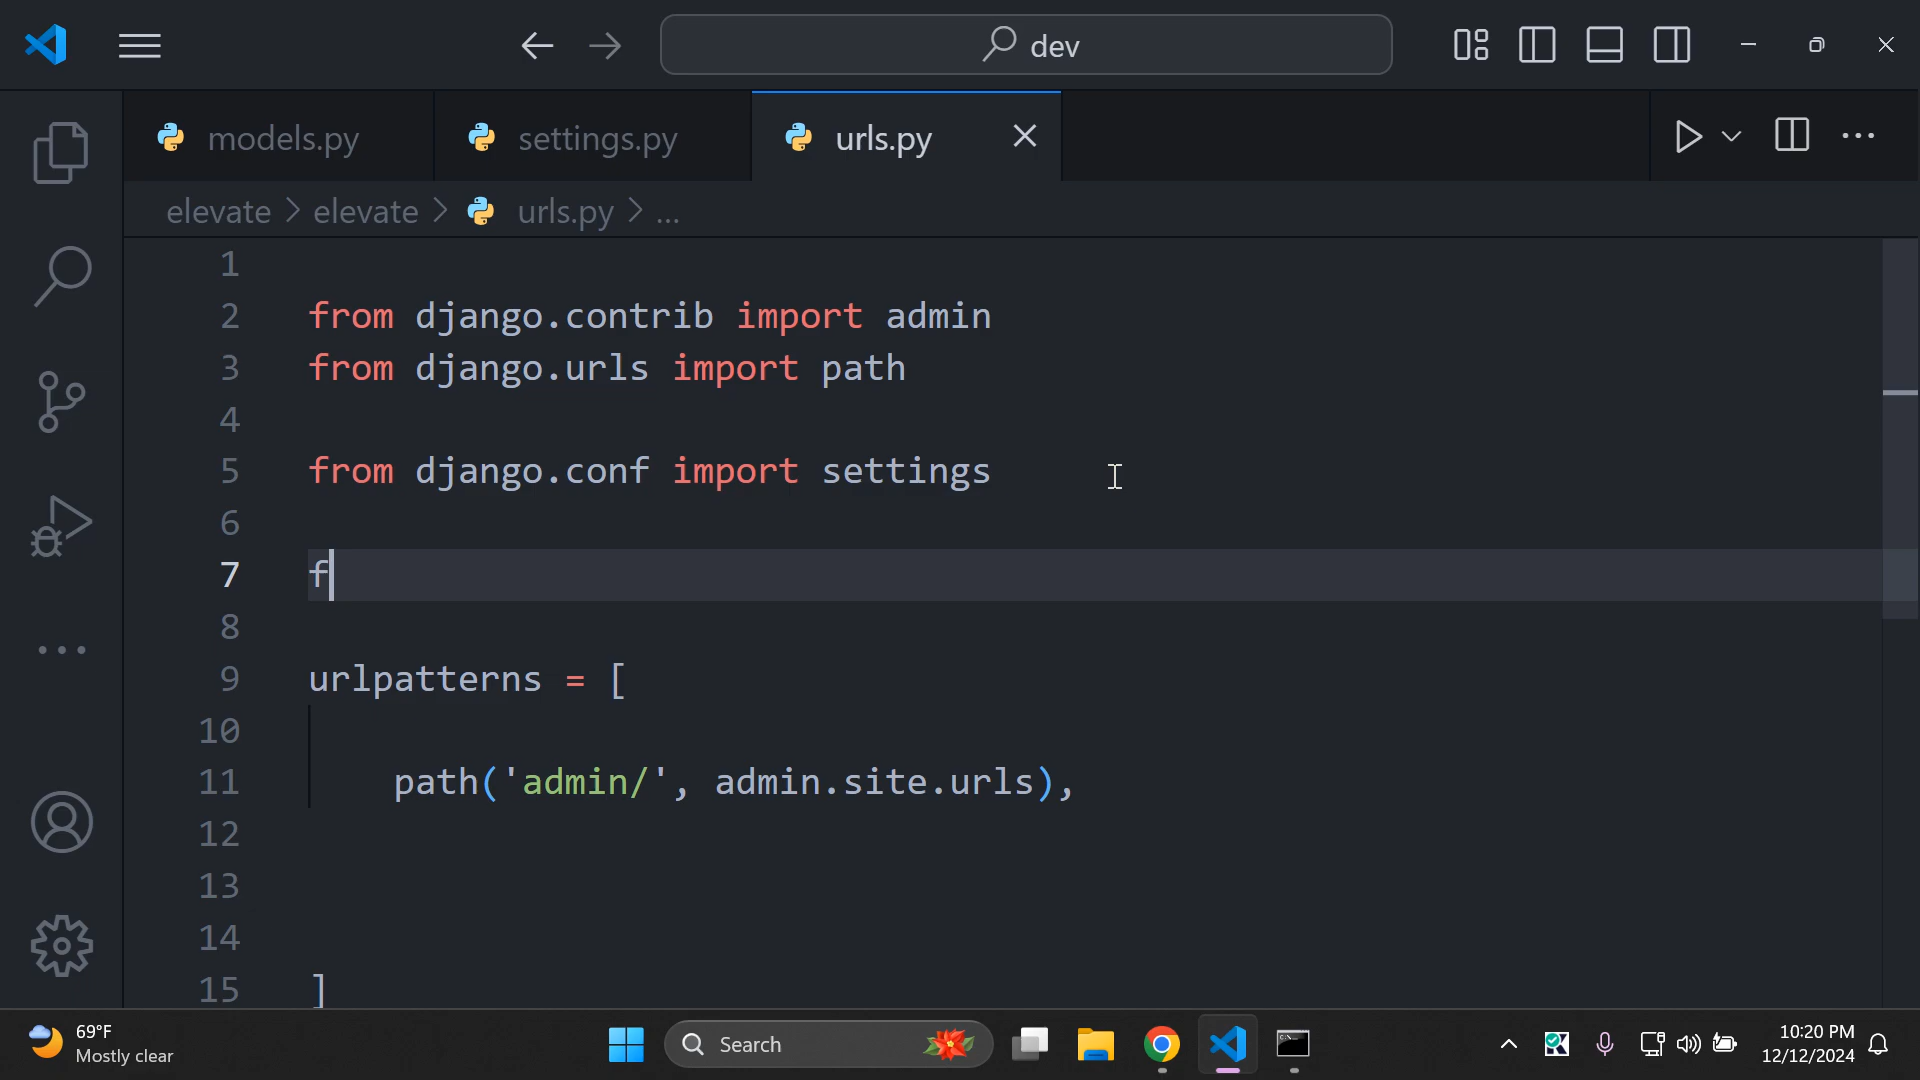 dev
models.py
settings.py
urls.py
elevate > elevate > urls.py > ...
1
2 from django.contrib import admin
3 from django.urls import path
4
5 from django.conf import settings
6
7 f
8
9 urlpatterns = [
10
11 path('admin/', admin.site.urls),
12
13
14
15 ]
69°F
Mostly clear
Search
10:20 PM
12/12/2024